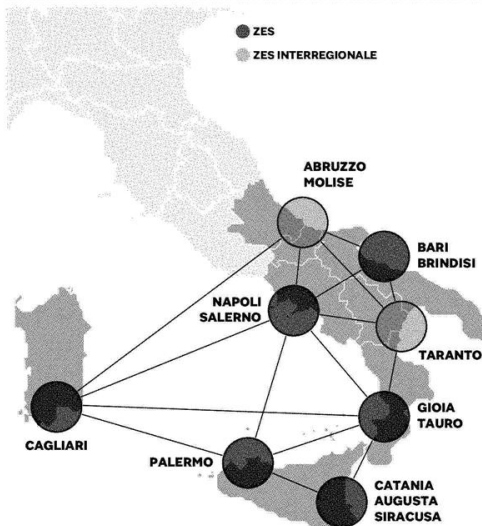 ZES
ZES INTERREGIONALE
ABRUZZO
MOLISE
BARI
BRINDISI
NAPOLI
SALERNO
TARANTO
GIOIA
TAURO
CAGLIARI
PALERMO
CATANIA
AUGUSTA
SIRACUSA